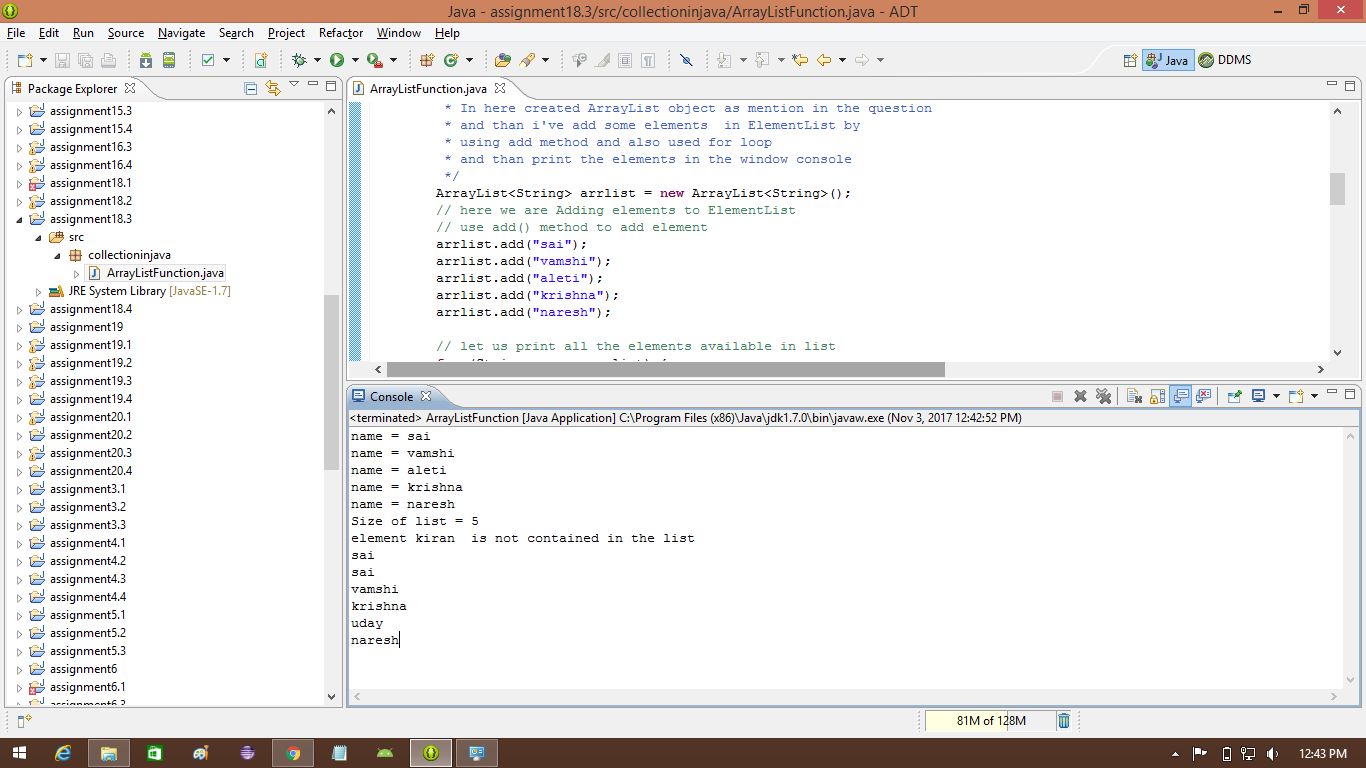 Java - assignment18.3/src/collectioninjava/ArrayListFunction.java - ADT
File Edit Run Source Navigate Search Project Refactor Window Help
Java DDMS
Package Explorer
assignment15.3
assignment15.4
assignment16.3
assignment16.4
assignment18.1
assignment18.2
assignment18.3
src
collectioninjava
ArrayListFunction.java
JRE System Library [JavaSE-1.7]
assignment18.4
assignment19
assignment19.1
assignment19.2
assignment19.3
assignment19.4
assignment20.1
assignment20.2
assignment20.3
assignment20.4
assignment3.1
assignment3.2
assignment3.3
assignment4.1
assignment4.2
assignment4.3
assignment4.4
assignment5.1
assignment5.2
assignment5.3
assignment6
assignment6.1
ArrayListFunction.java
* In here created ArrayList object as mention in the question
* and than i've add some elements  in ElementList by
* using add method and also used for loop
* and than print the elements in the window console
*/
ArrayList<String> arrlist = new ArrayList<String>();
// here we are Adding elements to ElementList
// use add() method to add element
arrlist.add("sai");
arrlist.add("vamshi");
arrlist.add("aleti");
arrlist.add("krishna");
arrlist.add("naresh");
// let us print all the elements available in list
Console
<terminated> ArrayListFunction [Java Application] C:\Program Files (x86)\Java\jdk1.7.0\bin\javaw.exe (Nov 3, 2017 12:42:52 PM)
name = sai
name = vamshi
name = aleti
name = krishna
name = naresh
Size of list = 5
element kiran  is not contained in the list
sai
sai
vamshi
krishna
uday
naresh
81M of 128M
12:43 PM